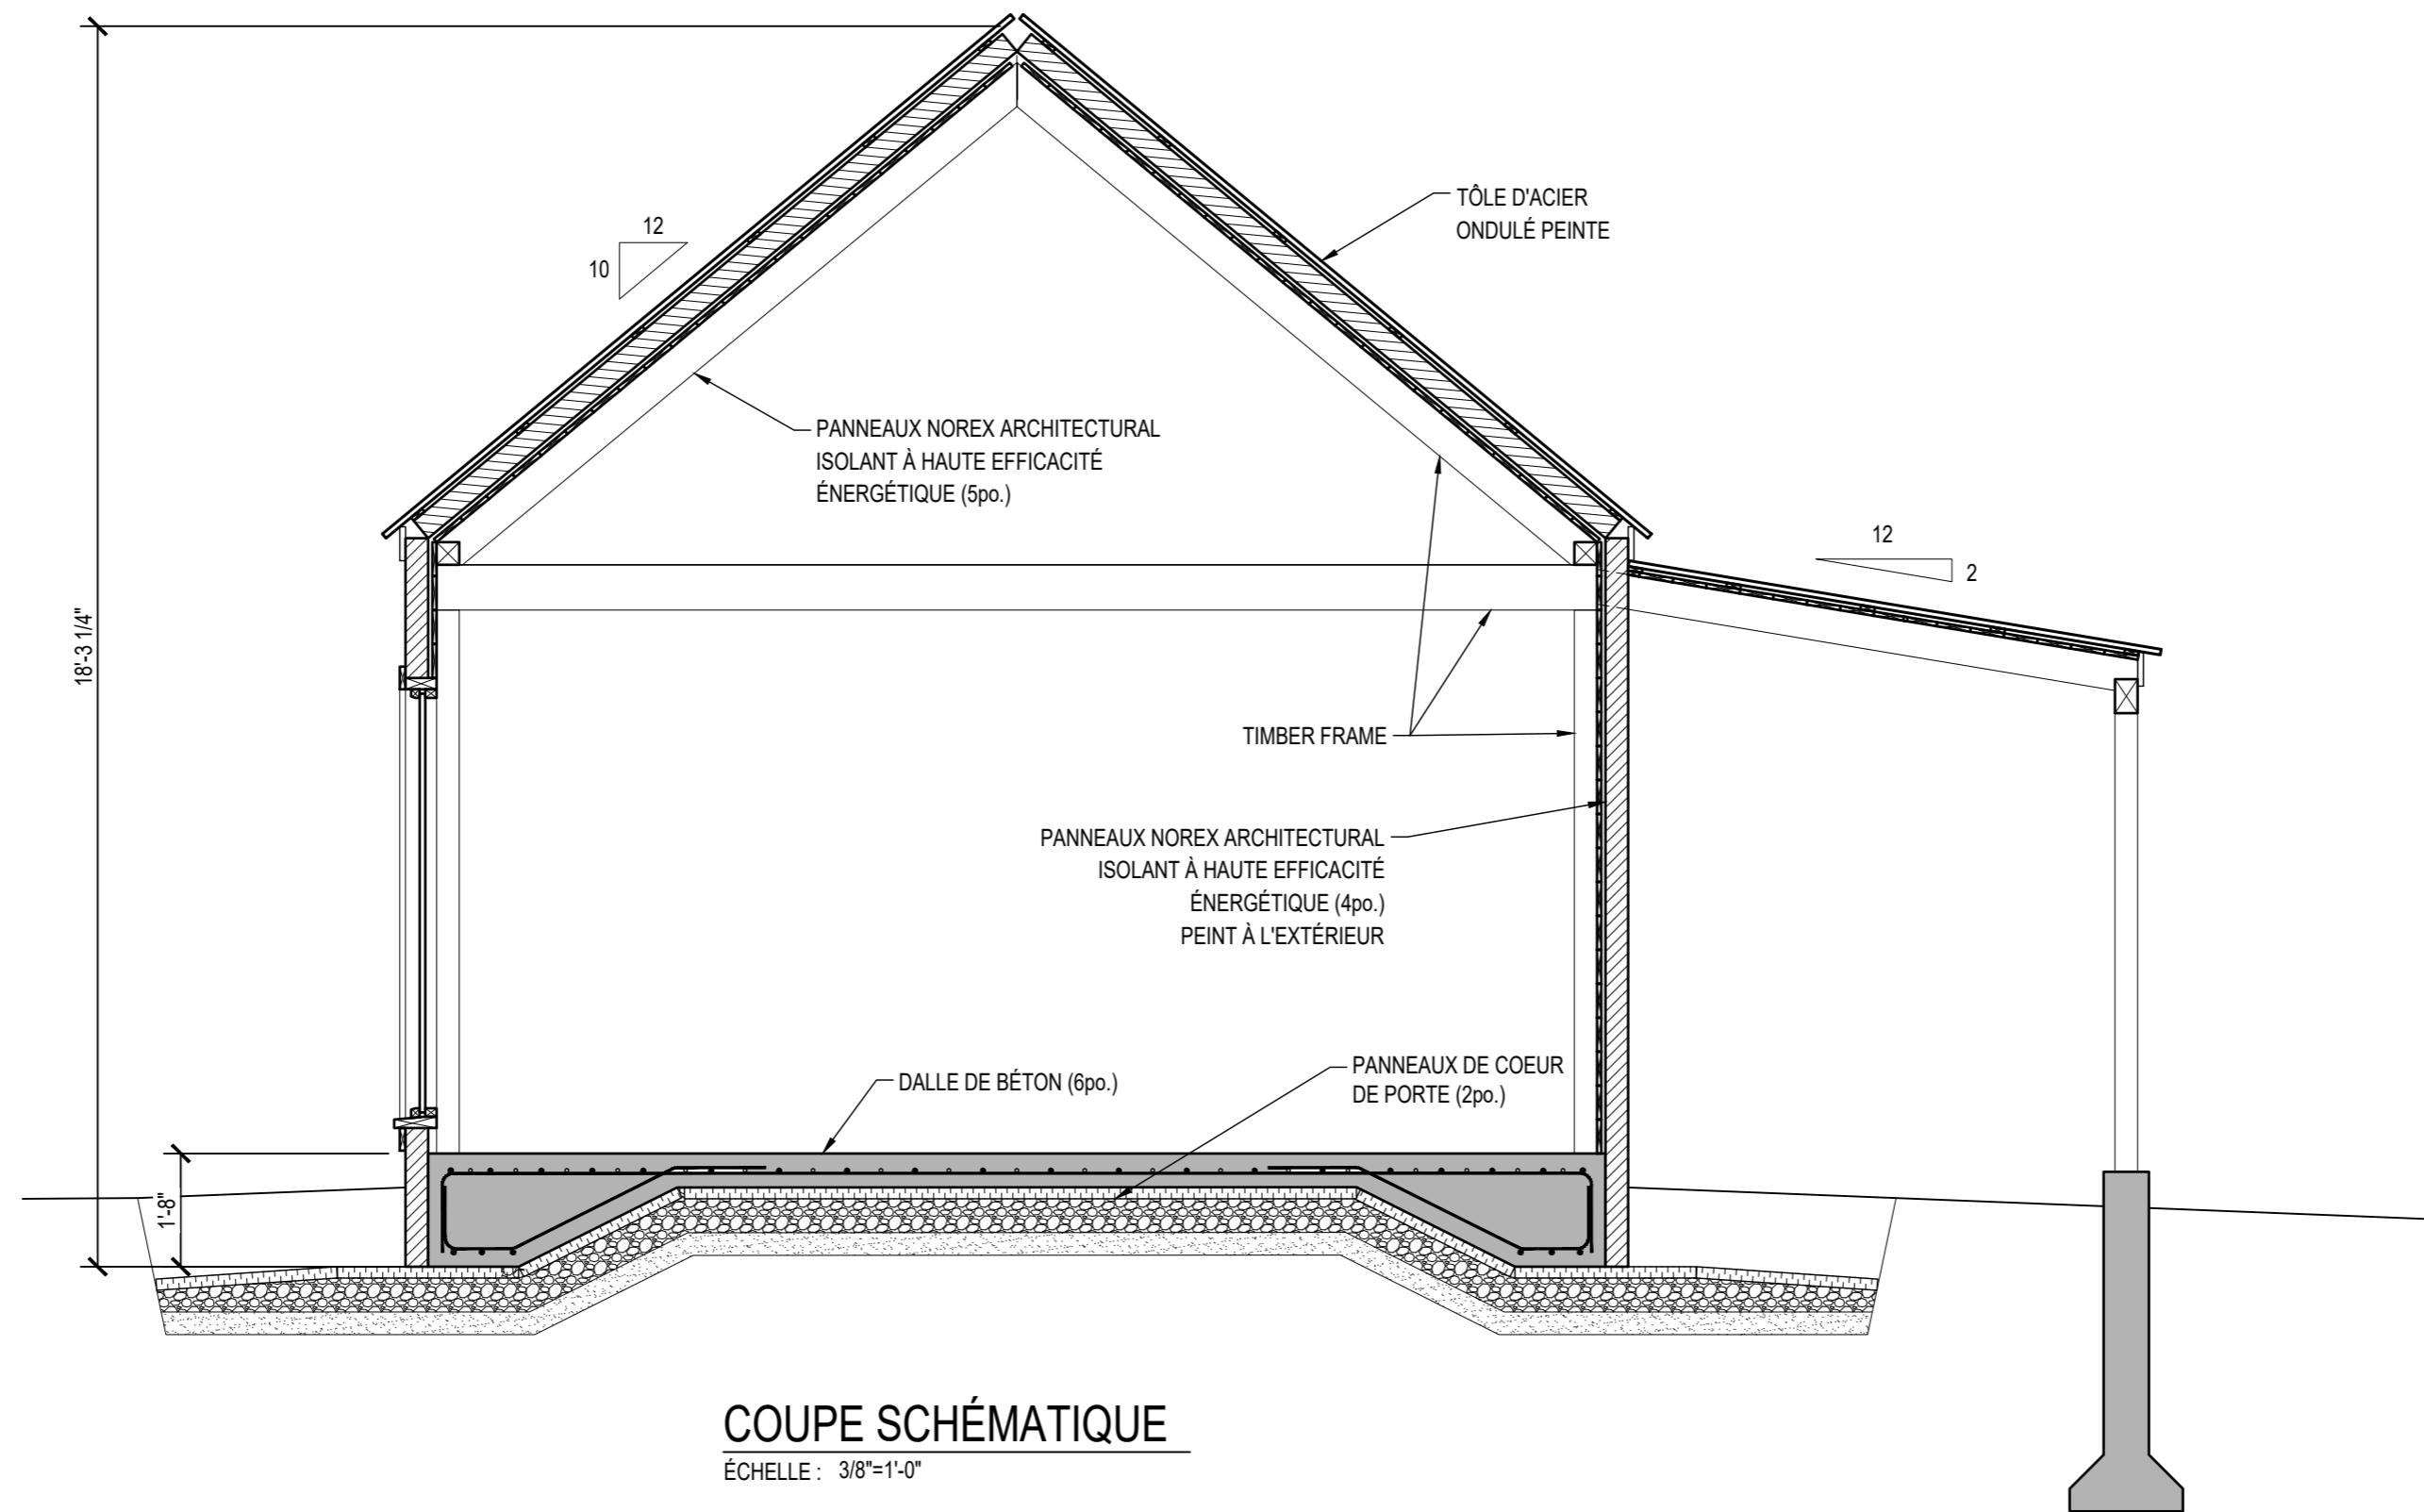 TÔLE D'ACIER
ONDULÉ PEINTE
12
10
PANNEAUX NOREX ARCHITECTURAL
ISOLANT À HAUTE EFFICACITÉ
ÉNERGÉTIQUE (5po.)
12
2
18'-3 1/4"
TIMBER FRAME
PANNEAUX NOREX ARCHITECTURAL
ISOLANT À HAUTE EFFICACITÉ
ÉNERGÉTIQUE (4po.)
PEINT À L'EXTÉRIEUR
DALLE DE BÉTON (6po.)
PANNEAUX DE COEUR
DE PORTE (2po.)
1'-8"
COUPE SCHÉMATIQUE
ÉCHELLE : 3/8"=1'-0"